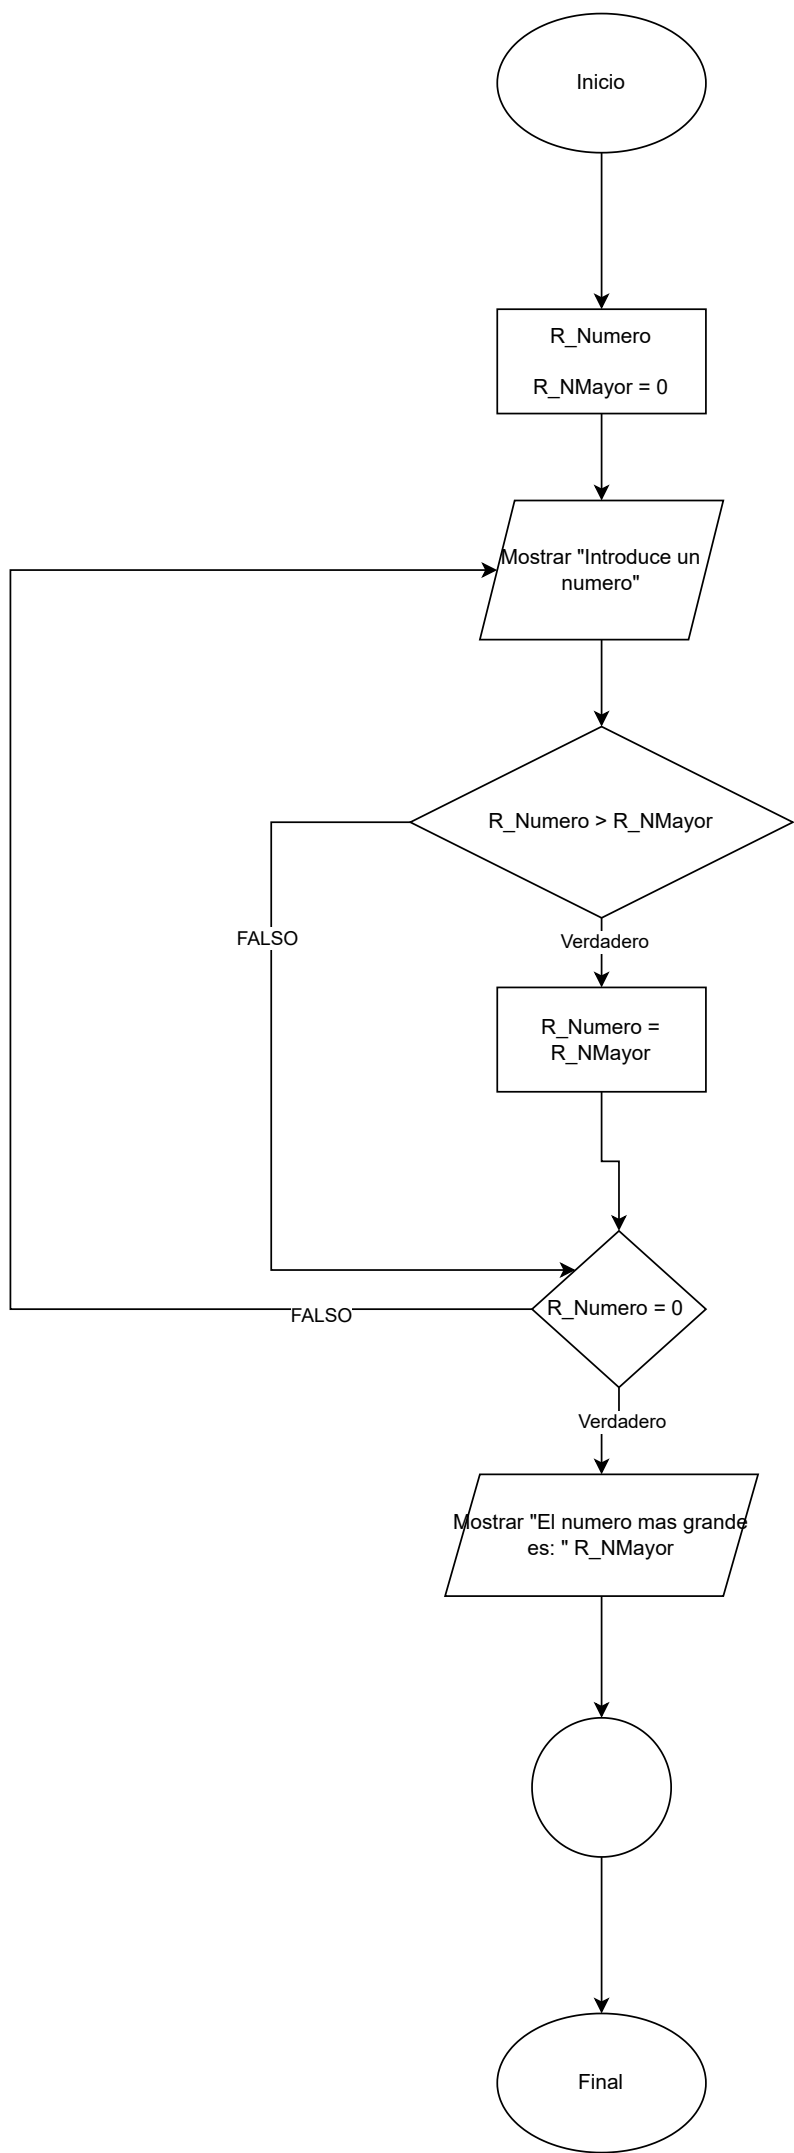 Inicio
R_Numero
R_NMayor = 0
Mostrar "Introduce un
numero"
R_Numero > R_NMayor
FALSO
Verdadero
R_Numero =
R_NMayor
R_Numero = 0
FALSO
Verdadero
Mostrar "El numero mas grande
es: " R_NMayor
Final